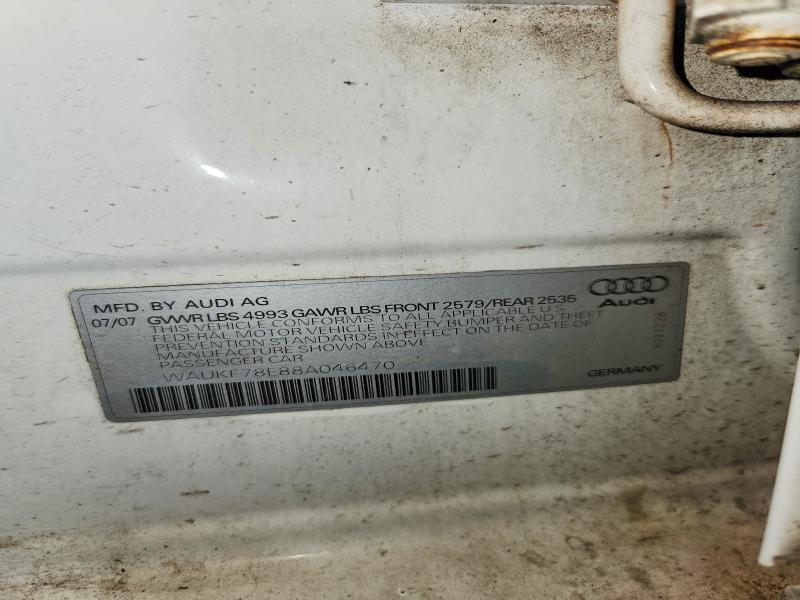 MFD. BY AUDI AG
07/07 GVWR LBS 4993 GAWR LBS FRONT 2579/REAR 2535
THIS VEHICLE CONFORMS TO ALL APPLICABLE U.S.
FEDERAL MOTOR VEHICLE SAFETY, BUMPER AND THEFT
PREVENTION STANDARDS IN EFFECT ON THE DATE OF
MANUFACTURE SHOWN ABOVE
PASSENGER CAR
WAUKF78E88A046470
Audi
GERMANY